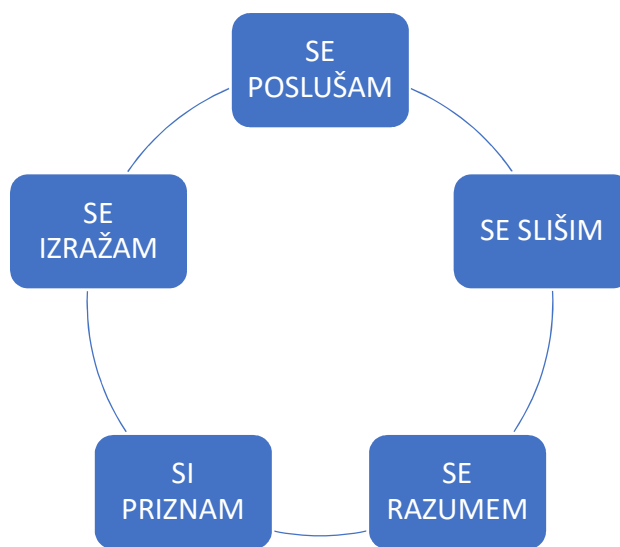 SE
POSLUŠAM
SE SLIŠIM
SE
RAZUMEM
SI
PRIZNAM
SE
IZRAŽAM